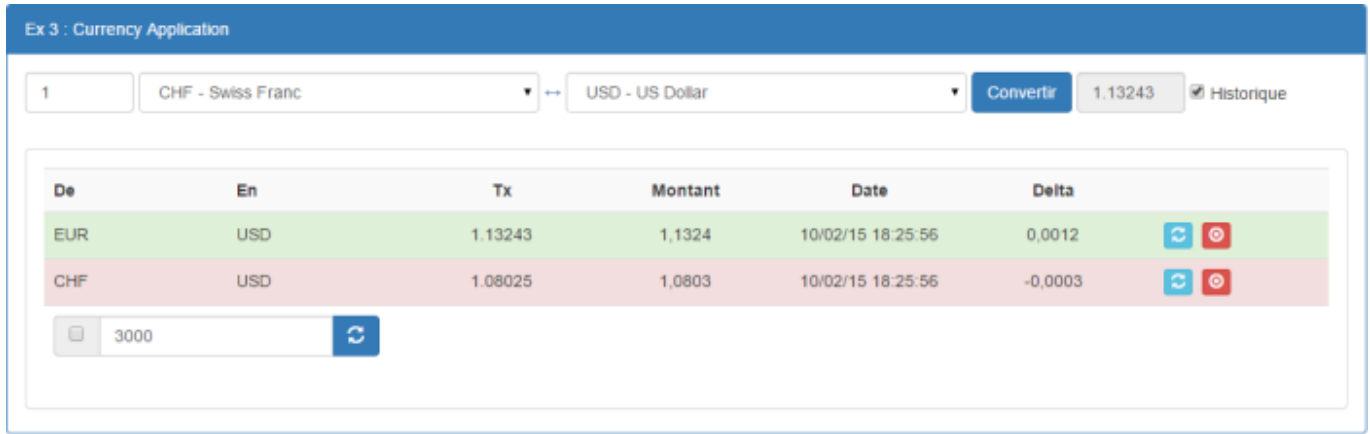 Ex 3 : Currency Application
1 CHF - Swiss Franc ↔ USD - US Dollar Convertir 1.13243 Historique
De En Tx Montant Date Delta
EUR USD 1.13243 1,1324 10/02/15 18:25:56 0,0012
CHF USD 1.08025 1,0803 10/02/15 18:25:56 -0,0003
3000